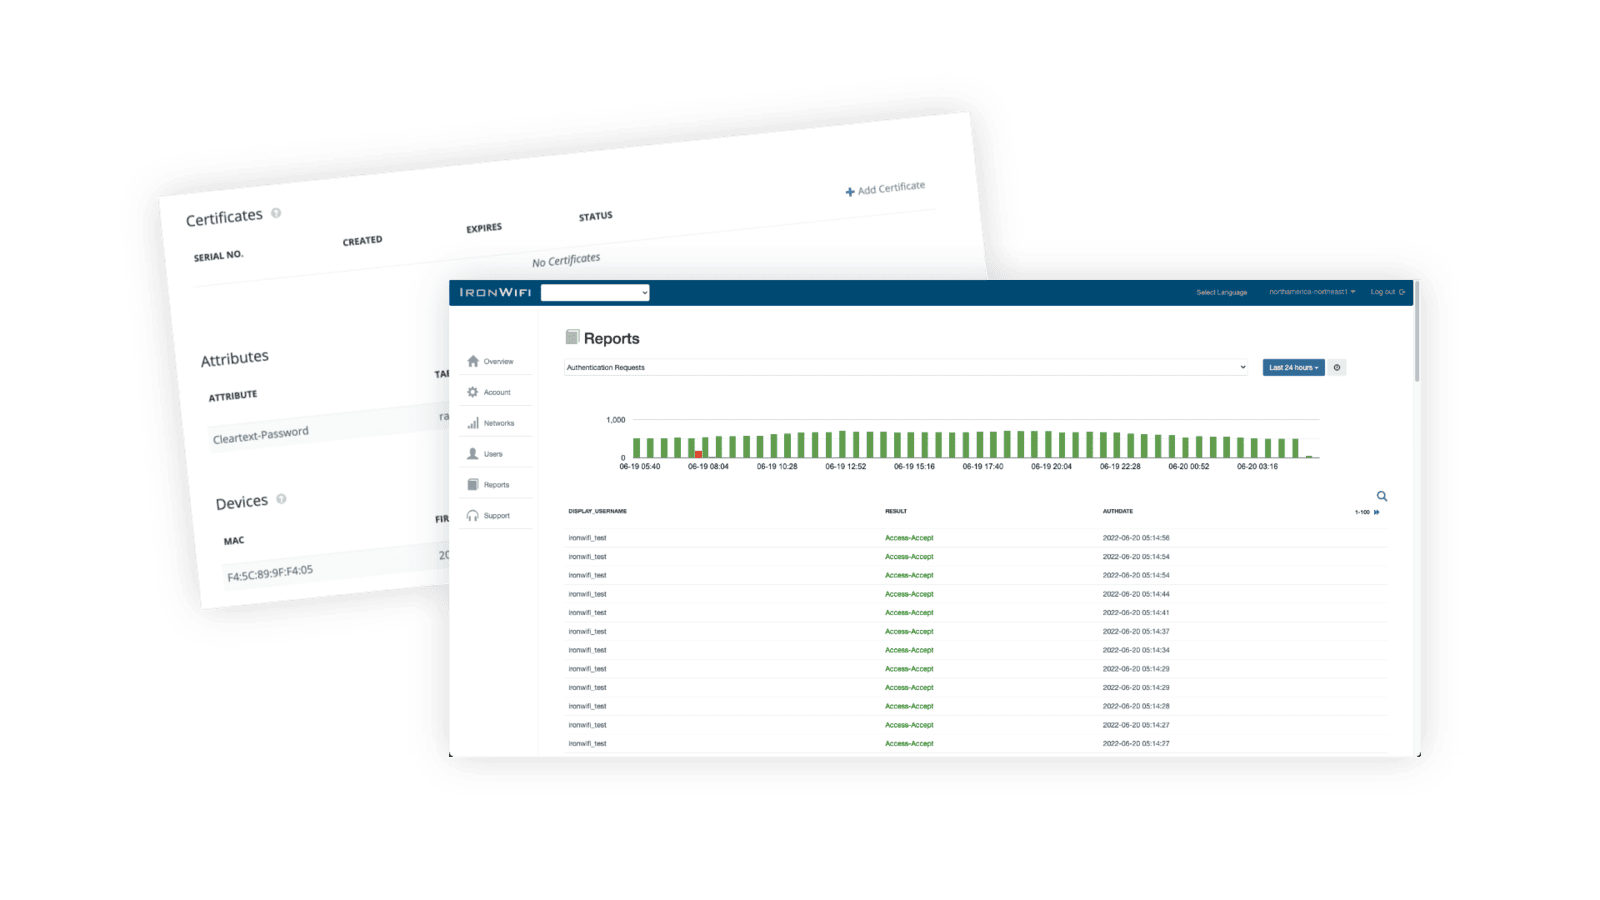 Certificates
Add Certificate
SERIAL NO. CREATED EXPIRES STATUS
No Certificates
Attributes
ATTRIBUTE
Cleartext-Password
Devices
MAC
F4:5C:89:9F:F4:05
IRONWIFI Select Language northamerica-northeast1 Log out
Overview
Account
Networks
Users
Reports
Support
Reports
Authentication Requests Last 24 hours
1,000
0
06-19 05:40 06-19 08:04 06-19 10:28 06-19 12:52 06-19 15:16 06-19 17:40 06-19 20:04 06-19 22:28 06-20 00:52 06-20 03:16
DISPLAY_USERNAME RESULT AUTHDATE 1-100
ironwifi_test Access-Accept 2022-06-20 05:14:56
ironwifi_test Access-Accept 2022-06-20 05:14:54
ironwifi_test Access-Accept 2022-06-20 05:14:54
ironwifi_test Access-Accept 2022-06-20 05:14:44
ironwifi_test Access-Accept 2022-06-20 05:14:41
ironwifi_test Access-Accept 2022-06-20 05:14:37
ironwifi_test Access-Accept 2022-06-20 05:14:34
ironwifi_test Access-Accept 2022-06-20 05:14:29
ironwifi_test Access-Accept 2022-06-20 05:14:29
ironwifi_test Access-Accept 2022-06-20 05:14:28
ironwifi_test Access-Accept 2022-06-20 05:14:27
ironwifi_test Access-Accept 2022-06-20 05:14:27